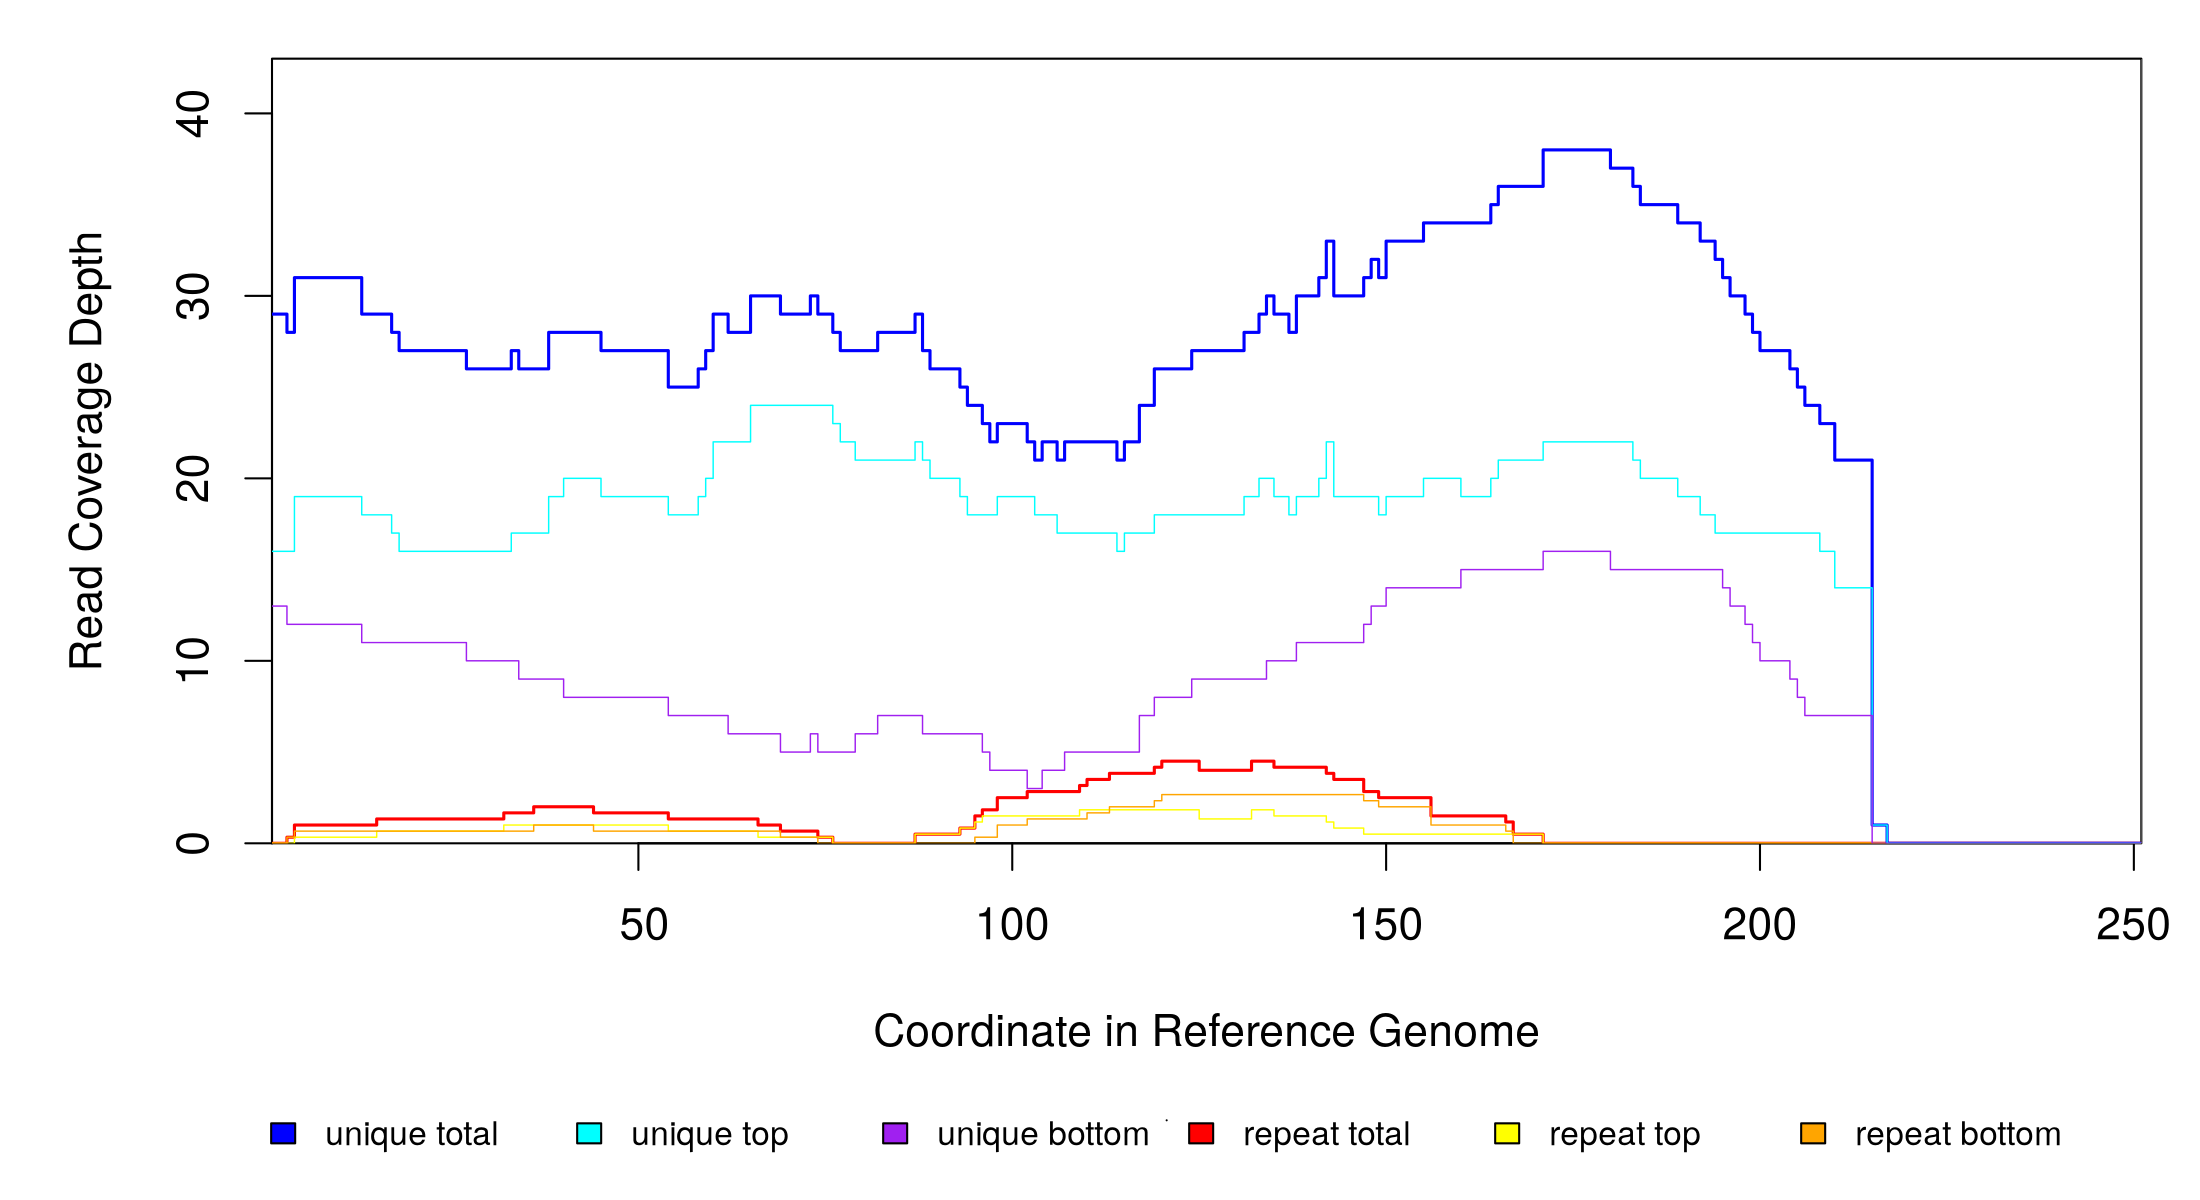 Read Coverage Depth
40
30
20
10
0
50 100 150 200 250
Coordinate in Reference Genome
unique total unique top unique bottom repeat total repeat top repeat bottom